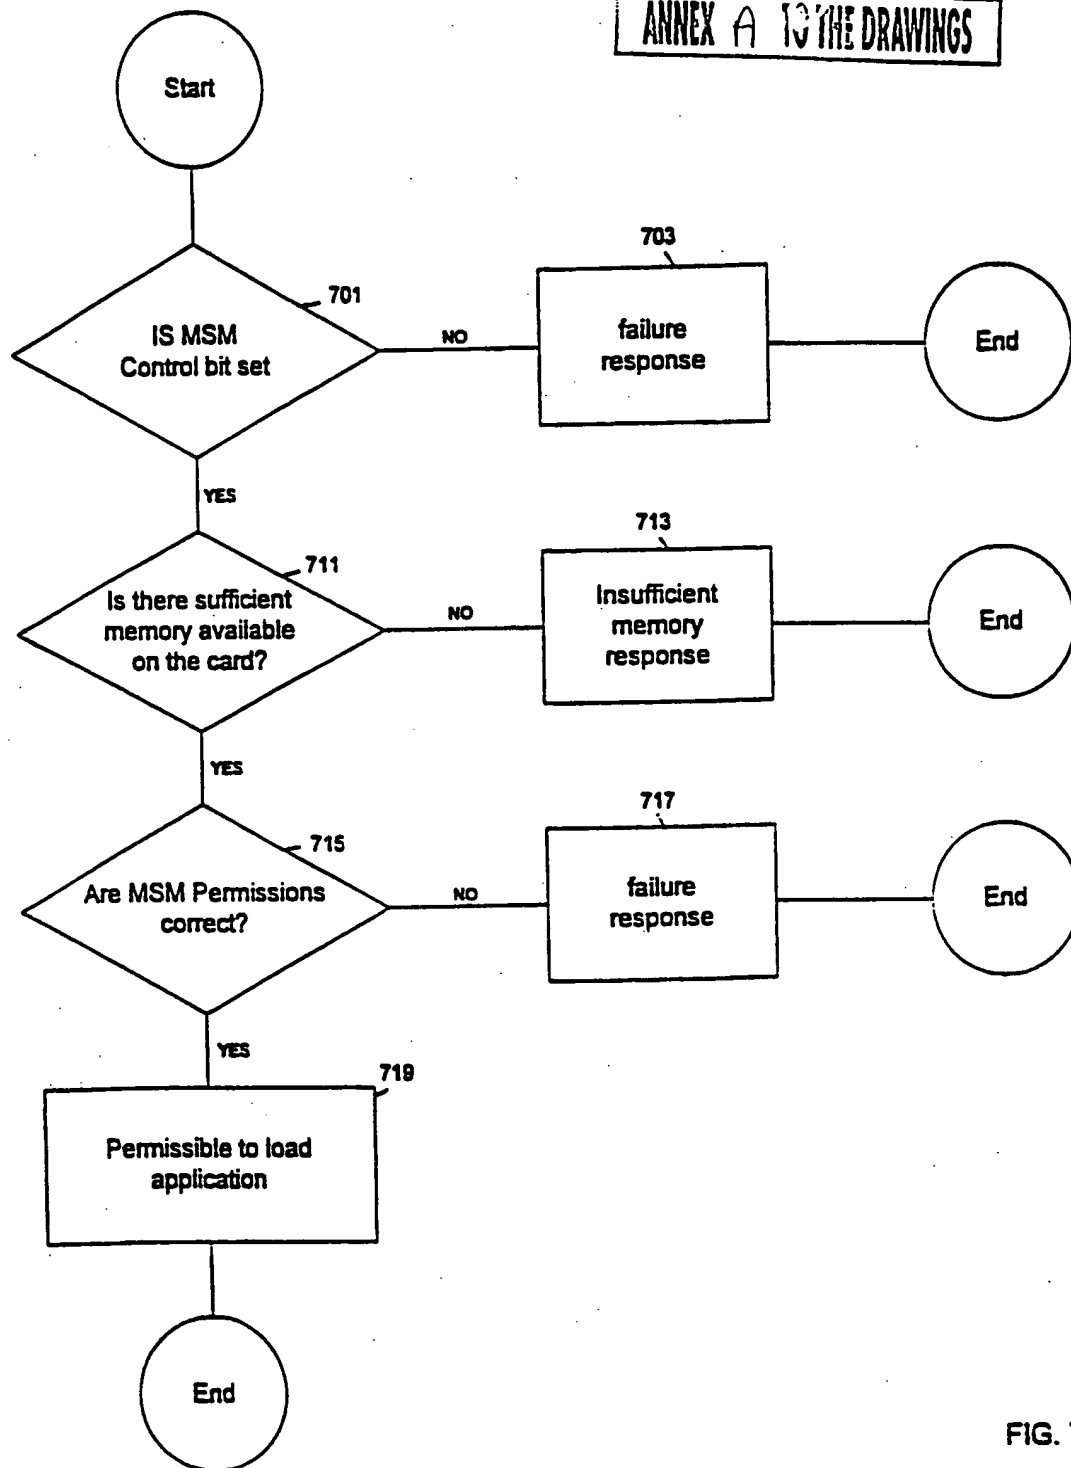 ANNEX A TO THE DRAWINGS
Start
701
IS MSM
Control bit set
NO
703
failure
response
End
YES
711
Is there sufficient
memory available
on the card?
NO
713
Insufficient
memory
response
End
YES
715
Are MSM Permissions
correct?
NO
717
failure
response
End
YES
719
Permissible to load
application
End
FIG.